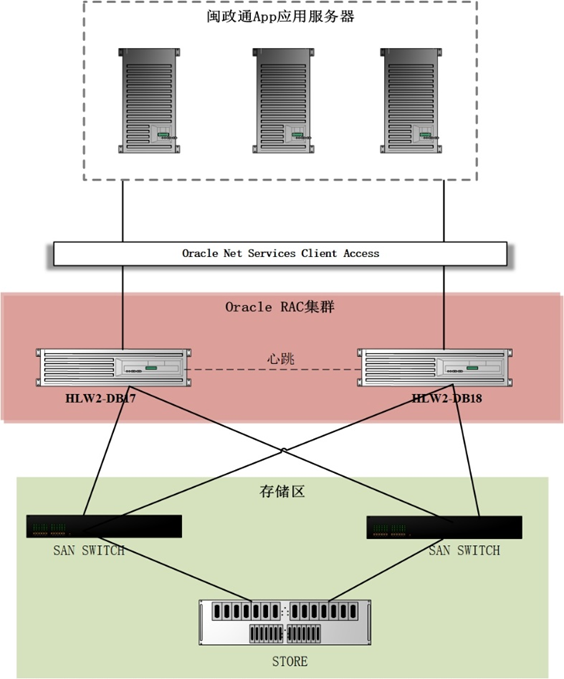 闽政通App应用服务器
Oracle Net Services Client Access
Oracle RAC集群
心跳
HLW2-DB17
HLW2-DB18
存储区
SAN SWITCH
SAN SWITCH
STORE